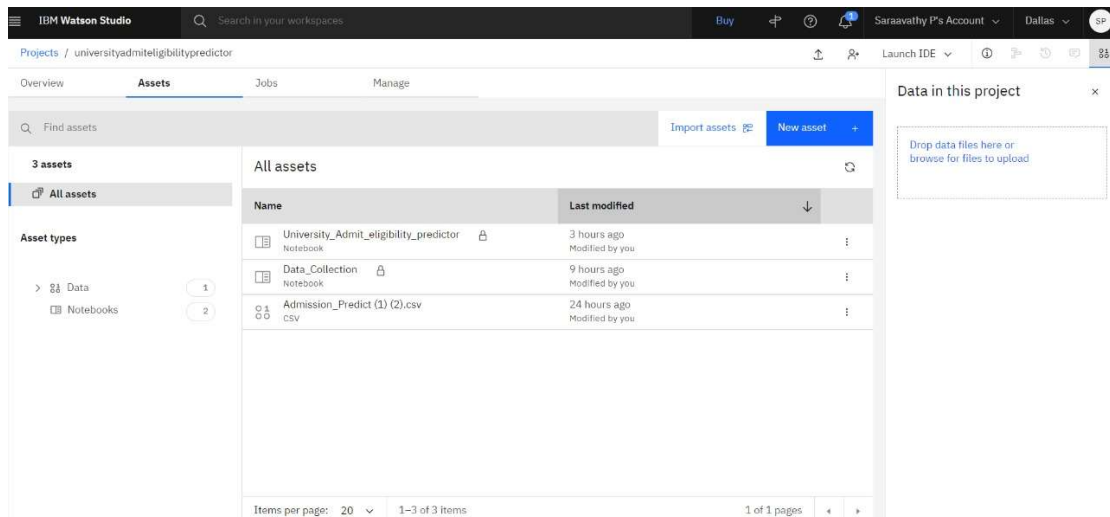 IBM Watson Studio Search in your workspaces Buy 1 Saraavathy P's Account Dallas SP
Projects / universityadmiteligibilitypredictor Launch IDE
Overview Assets Jobs Manage
Data in this project
Find assets Import assets New asset +
Drop data files here or
browse for files to upload
3 assets
All assets
All assets
Name Last modified
Asset types
University_Admit_eligibility_predictor 3 hours ago
Notebook Modified by you
Data_Collection 9 hours ago
Notebook Modified by you
Data 1
Notebooks 2
Admission_Predict (1) (2).csv 24 hours ago
CSV Modified by you
Items per page: 20 1–3 of 3 items 1 of 1 pages